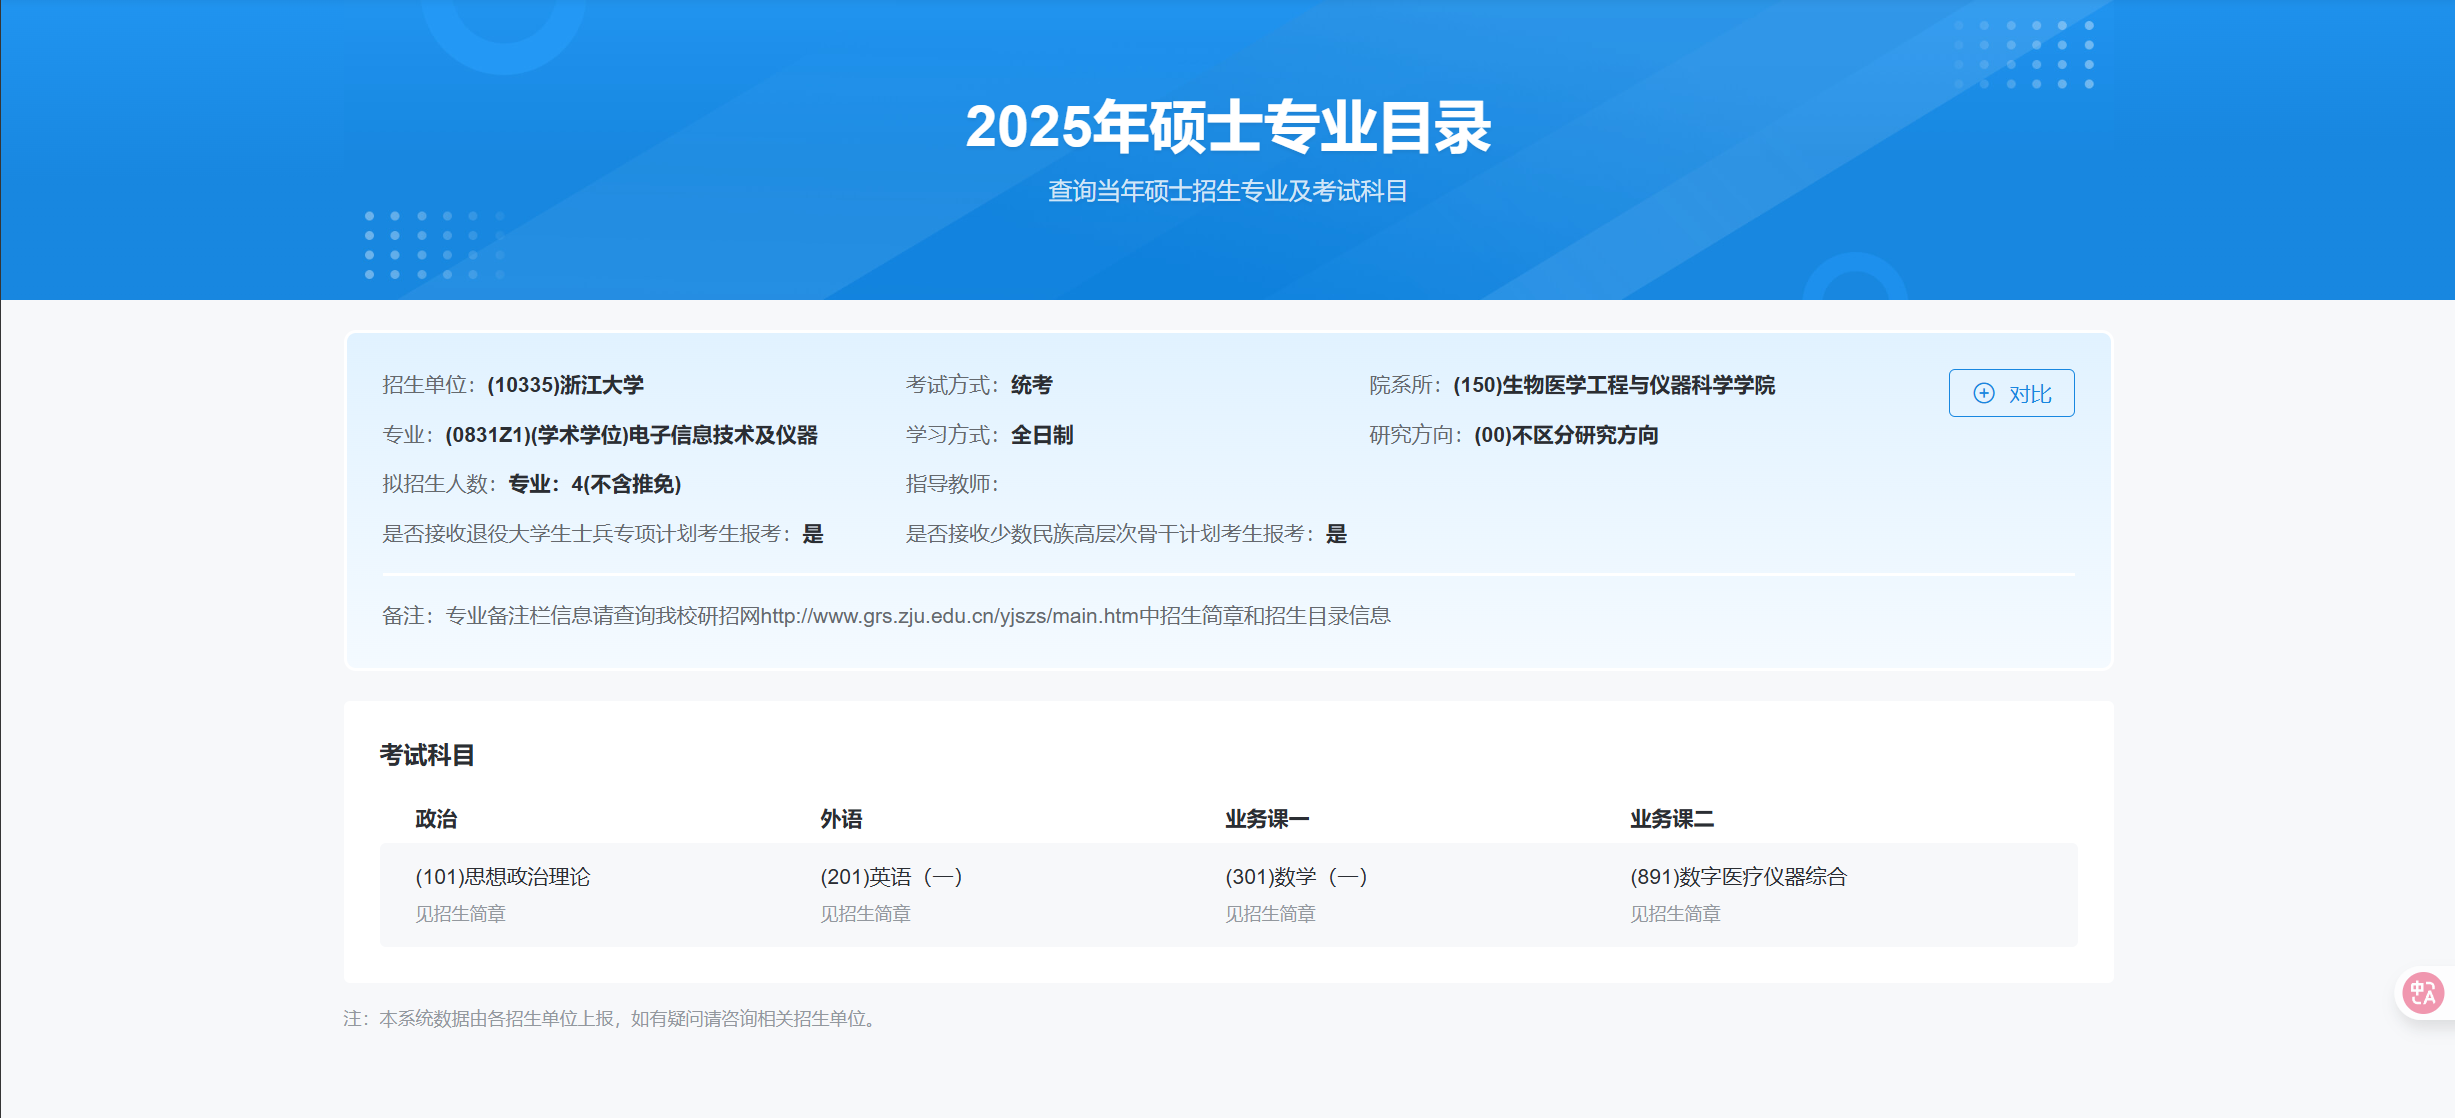 2025年硕士专业目录
查询当年硕士招生专业及考试科目
招生单位：(10335)浙江大学 考试方式：统考 院系所：(150)生物医学工程与仪器科学学院 对比
专业：(0831Z1)(学术学位)电子信息技术及仪器 学习方式：全日制 研究方向：(00)不区分研究方向
拟招生人数：专业：4(不含推免) 指导教师：
是否接收退役大学生士兵专项计划考生报考：是 是否接收少数民族高层次骨干计划考生报考：是
备注：专业备注栏信息请查询我校研招网http://www.grs.zju.edu.cn/yjszs/main.htm中招生简章和招生目录信息
考试科目
政治 外语 业务课一 业务课二
(101)思想政治理论 (201)英语（一） (301)数学（一） (891)数字医疗仪器综合
见招生简章 见招生简章 见招生简章 见招生简章
中A
注：本系统数据由各招生单位上报，如有疑问请咨询相关招生单位。